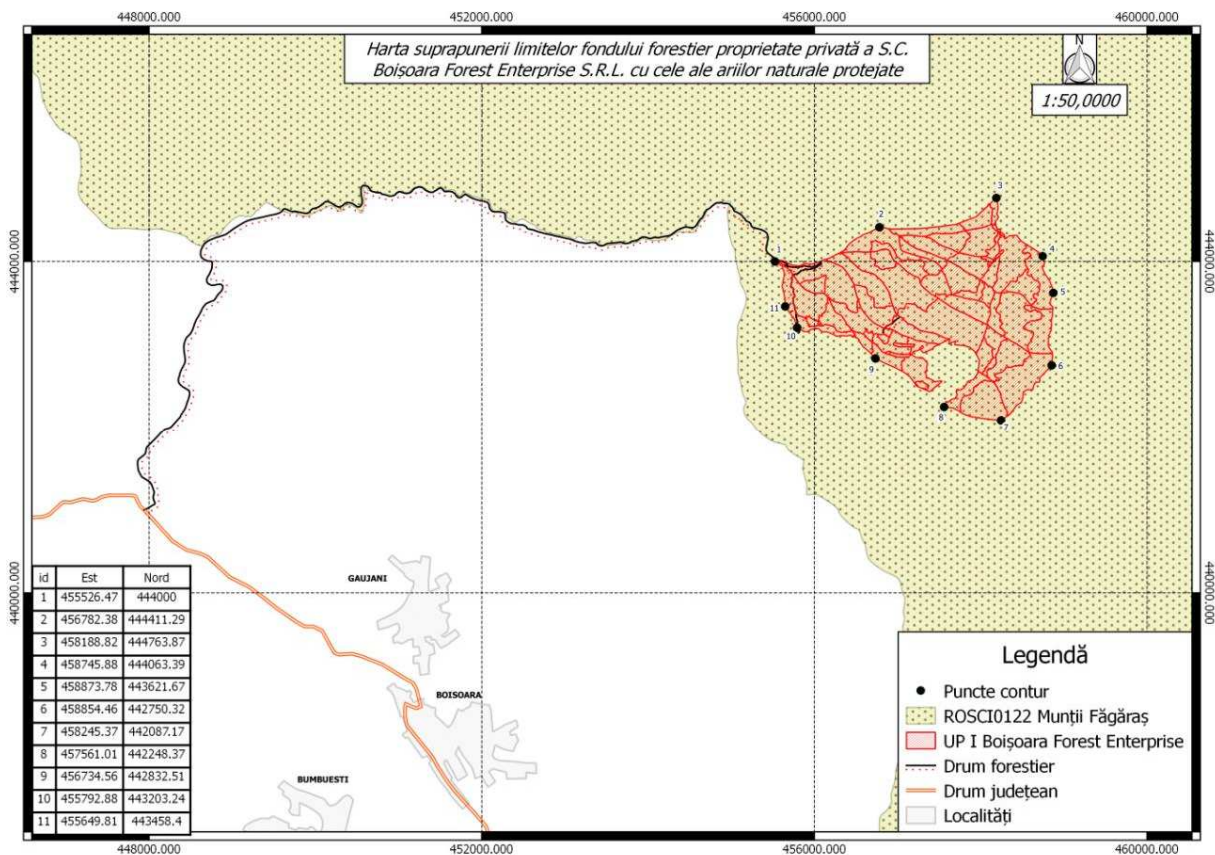 448000.000 452000.000 456000.000 460000.000
Harta suprapunerii limitelor fondului forestier proprietate privată a S.C.
Boișoara Forest Enterprise S.R.L. cu cele ale ariilor naturale protejate
N
1:50,0000
3
2
444000.000 1 4 444000.000
5
11
10
9 6
8
7
440000.000 440000.000
GAUJANI
BOISOARA
BUMBUESTI
id Est Nord
1 455526.47 444000
2 456782.38 444411.29
3 458188.82 444763.87
4 458745.88 444063.39
5 458873.78 443621.67
6 458854.46 442750.32
7 458245.37 442087.17
8 457561.01 442248.37
9 456734.56 442832.51
10 455792.88 443203.24
11 455649.81 443458.4
Legendă
Puncte contur
ROSCI0122 Munții Făgăraș
UP I Boișoara Forest Enterprise
Drum forestier
Drum județean
Localități
448000.000 452000.000 456000.000 460000.000